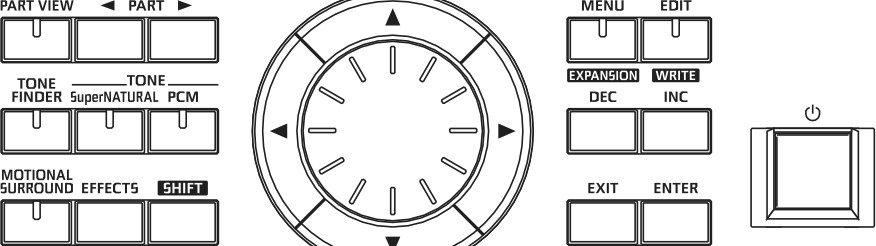 PART VIEW ◄ PART ►
MENU EDIT
EXPANSION WRITE
TONE
FINDER
TONE
SuperNATURAL PCM
DEC INC
MOTIONAL
SURROUND EFFECTS SHIFT
EXIT ENTER